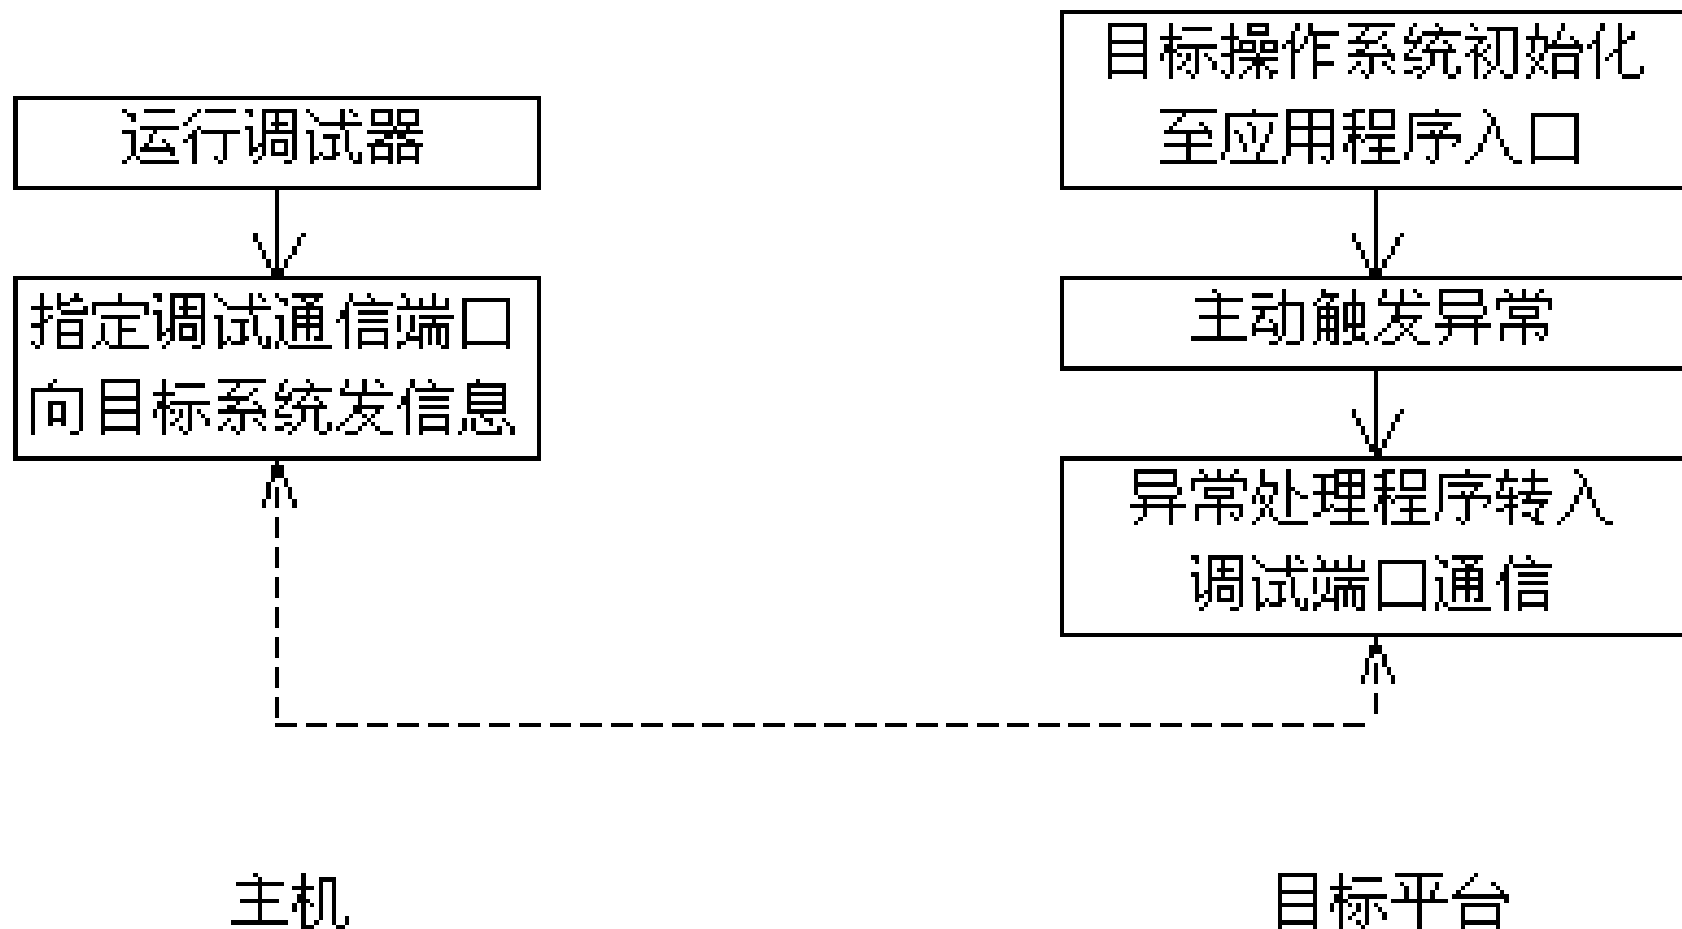 运行调试器
指定调试通信端口
向目标系统发信息
目标操作系统初始化
至应用程序入口
主动触发异常
异常处理程序转入
调试端口通信
主机
目标平台